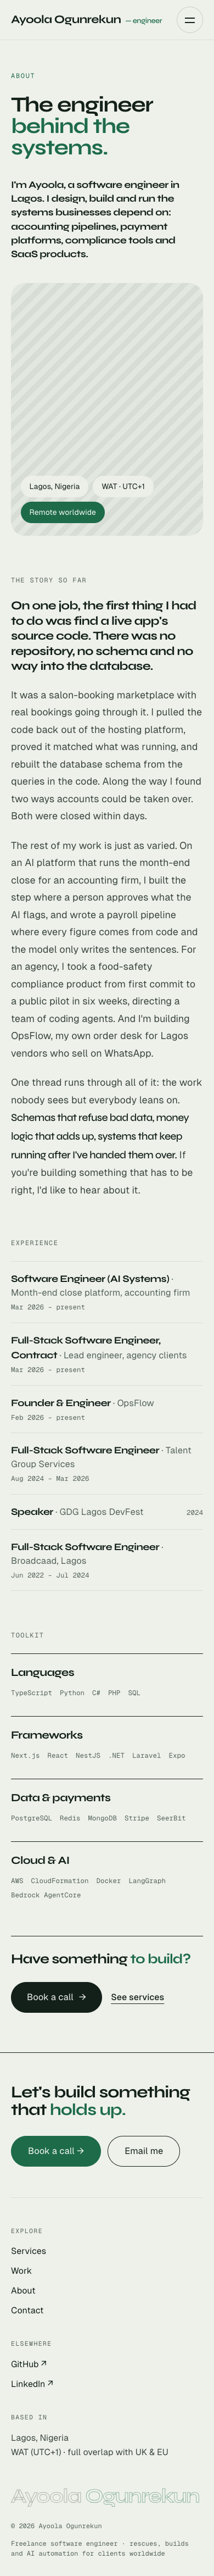 Ayoola Ogunrekun — engineer
ABOUT
The engineer
behind the
systems.
I'm Ayoola, a software engineer in
Lagos. I design, build and run the
systems businesses depend on:
accounting pipelines, payment
platforms, compliance tools and
SaaS products.
Lagos, Nigeria
WAT · UTC+1
Remote worldwide
THE STORY SO FAR
On one job, the first thing I had
to do was find a live app's
source code. There was no
repository, no schema and no
way into the database.
It was a salon-booking marketplace with
real bookings going through it. I pulled the
code back out of the hosting platform,
proved it matched what was running, and
rebuilt the database schema from the
queries in the code. Along the way I found
two ways accounts could be taken over.
Both were closed within days.
The rest of my work is just as varied. On
an AI platform that runs the month-end
close for an accounting firm, I built the
step where a person approves what the
AI flags, and wrote a payroll pipeline
where every figure comes from code and
the model only writes the sentences. For
an agency, I took a food-safety
compliance product from first commit to
a public pilot in six weeks, directing a
team of coding agents. And I'm building
OpsFlow, my own order desk for Lagos
vendors who sell on WhatsApp.
One thread runs through all of it: the work
nobody sees but everybody leans on.
Schemas that refuse bad data, money
logic that adds up, systems that keep
running after I've handed them over. If
you're building something that has to be
right, I'd like to hear about it.
EXPERIENCE
Software Engineer (AI Systems) ·
Month-end close platform, accounting firm
Mar 2026 – present
Full-Stack Software Engineer,
Contract · Lead engineer, agency clients
Mar 2026 – present
Founder & Engineer · OpsFlow
Feb 2026 – present
Full-Stack Software Engineer · Talent
Group Services
Aug 2024 – Mar 2026
Speaker · GDG Lagos DevFest 2024
Full-Stack Software Engineer ·
Broadcaad, Lagos
Jun 2022 – Jul 2024
TOOLKIT
Languages
TypeScript Python C# PHP SQL
Frameworks
Next.js React NestJS .NET Laravel Expo
Data & payments
PostgreSQL Redis MongoDB Stripe SeerBit
Cloud & AI
AWS CloudFormation Docker LangGraph
Bedrock AgentCore
Have something to build?
Book a call → See services
Let's build something
that holds up.
Book a call → Email me
EXPLORE
Services
Work
About
Contact
ELSEWHERE
GitHub ↗
LinkedIn ↗
BASED IN
Lagos, Nigeria
WAT (UTC+1) · full overlap with UK & EU
Ayoola Ogunrekun
© 2026 Ayoola Ogunrekun
Freelance software engineer · rescues, builds
and AI automation for clients worldwide